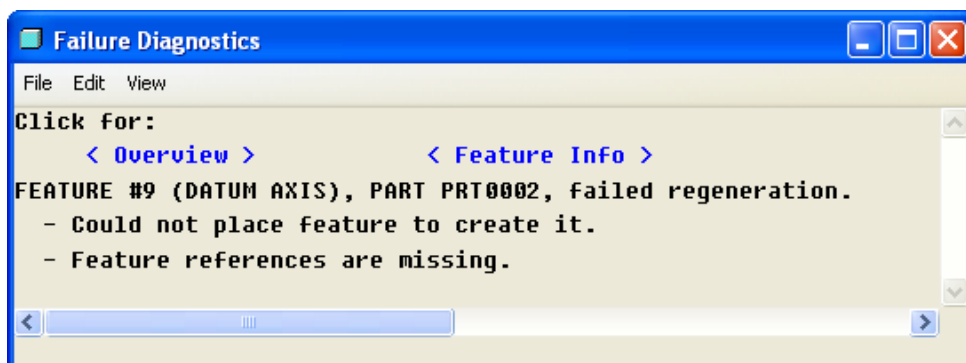 Failure Diagnostics
File Edit View
Click for:
< Overview > < Feature Info >
FEATURE #9 (DATUM AXIS), PART PRT0002, failed regeneration.
- Could not place feature to create it.
- Feature references are missing.